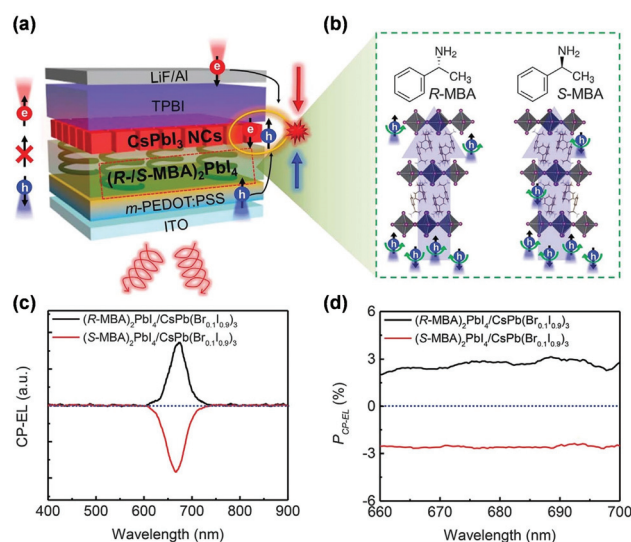 (a)
LiF/Al
TPBI
CsPbI₃ NCs
(R-/S-MBA)₂PbI₄
m-PEDOT:PSS
ITO
e
h
e
h
h
(b)
NH₂
CH₃
R-MBA
NH₂
CH₃
S-MBA
h
h
h
h
h
h
h
h
h
h
h
(c)
(R-MBA)₂PbI₄/CsPb(Br₀.₁I₀.₉)₃
(S-MBA)₂PbI₄/CsPb(Br₀.₁I₀.₉)₃
CP-EL (a.u.)
400 500 600 700 800 900
Wavelength (nm)
(d)
(R-MBA)₂PbI₄/CsPb(Br₀.₁I₀.₉)₃
(S-MBA)₂PbI₄/CsPb(Br₀.₁I₀.₉)₃
P_CP-EL (%)
6
3
0
-3
-6
660 670 680 690 700
Wavelength (nm)